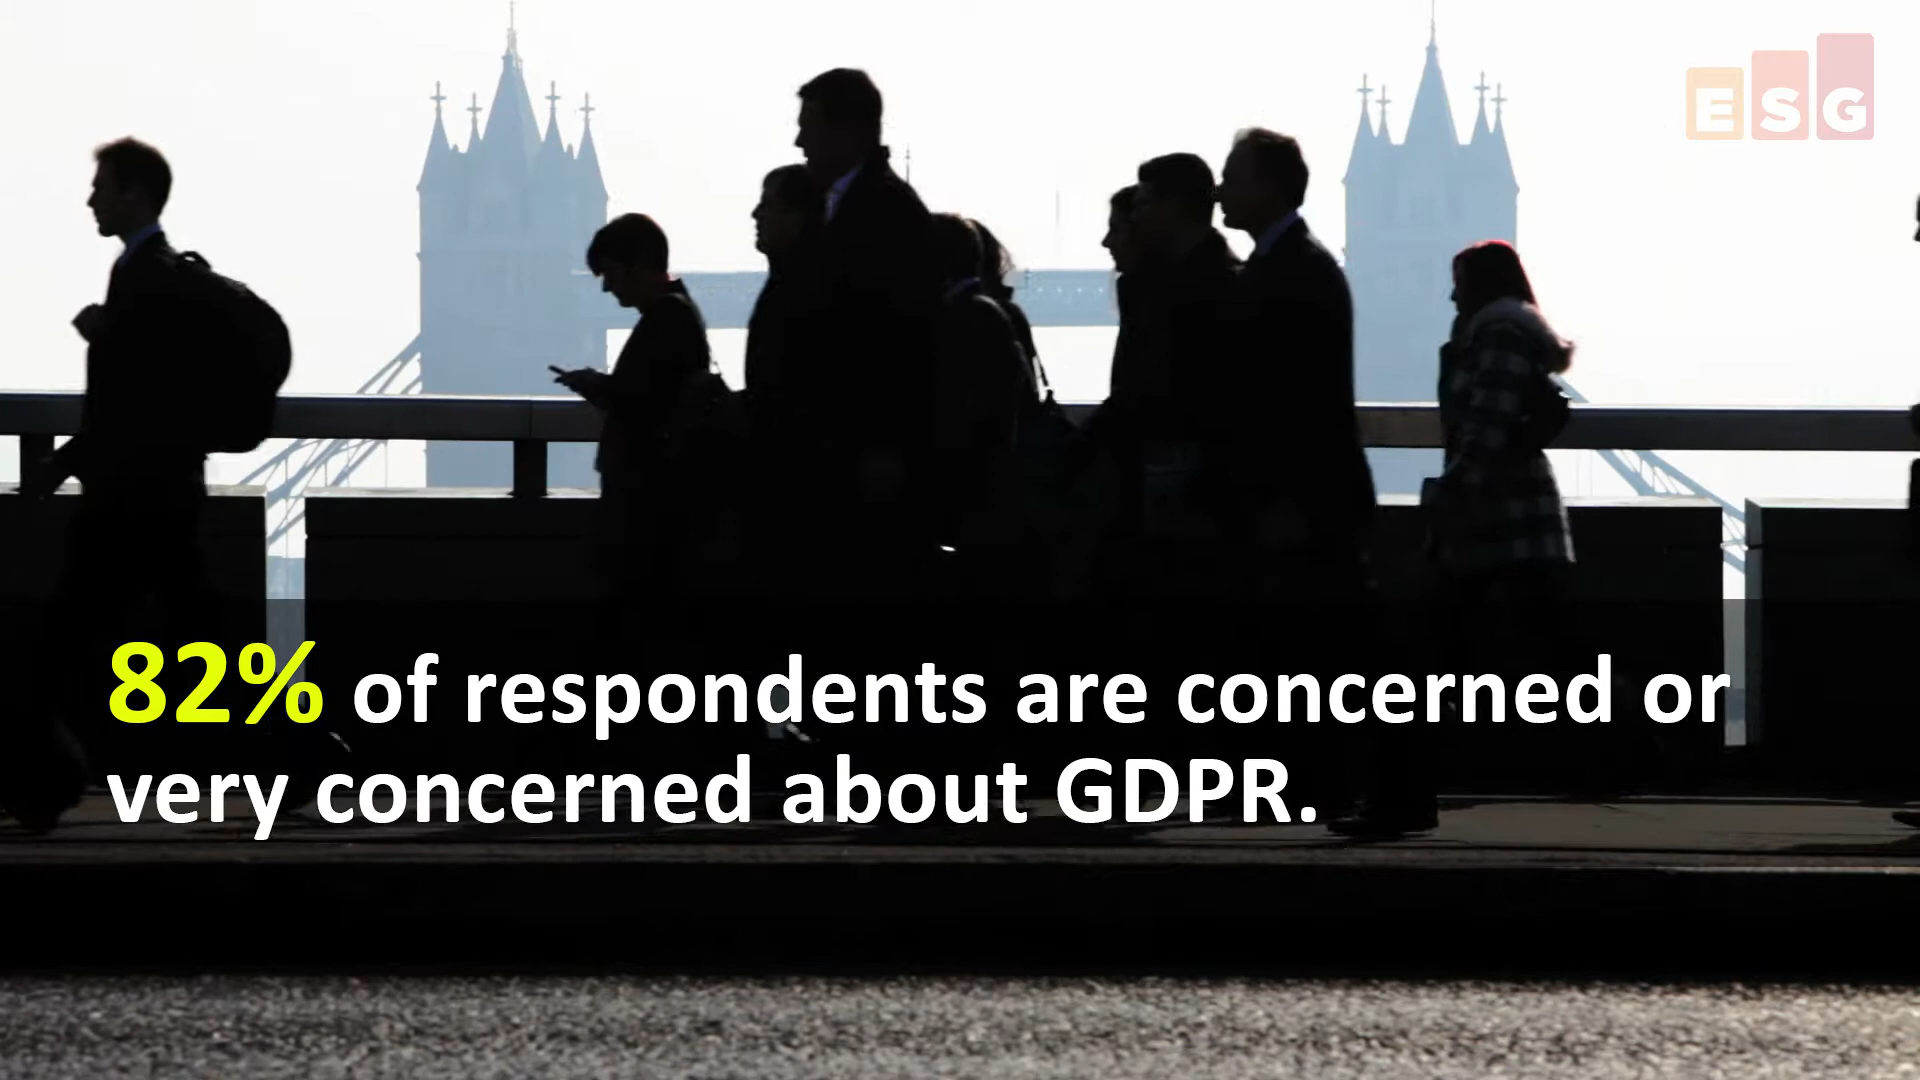 ESG
82% of respondents are concerned or
very concerned about GDPR.